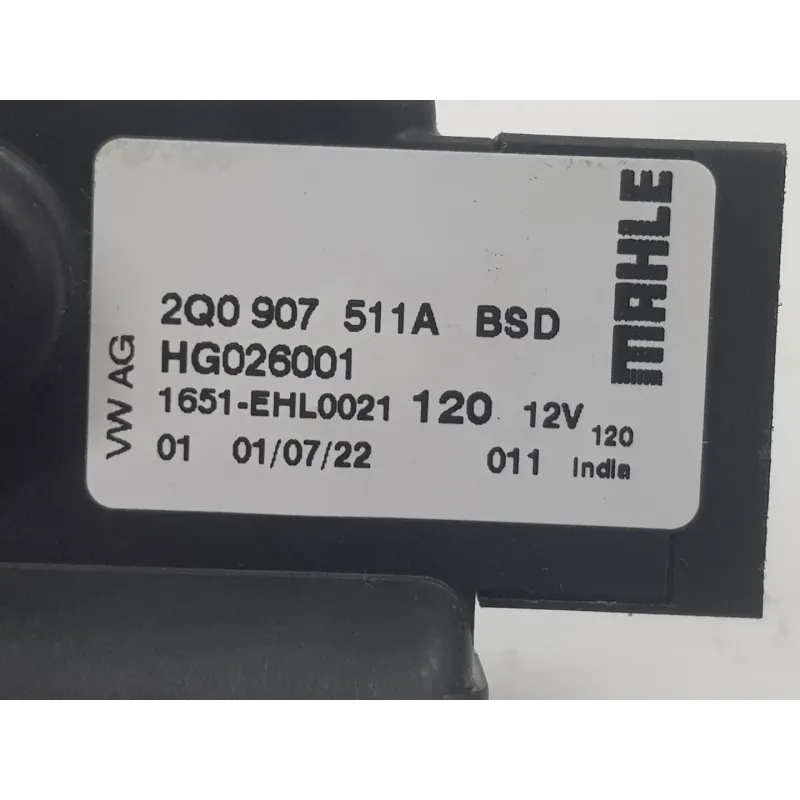 2Q0 907 511A BSD
HG026001
1651-EHL0021 120 12V 120
01 01/07/22 011 India
VW AG
MAHLE